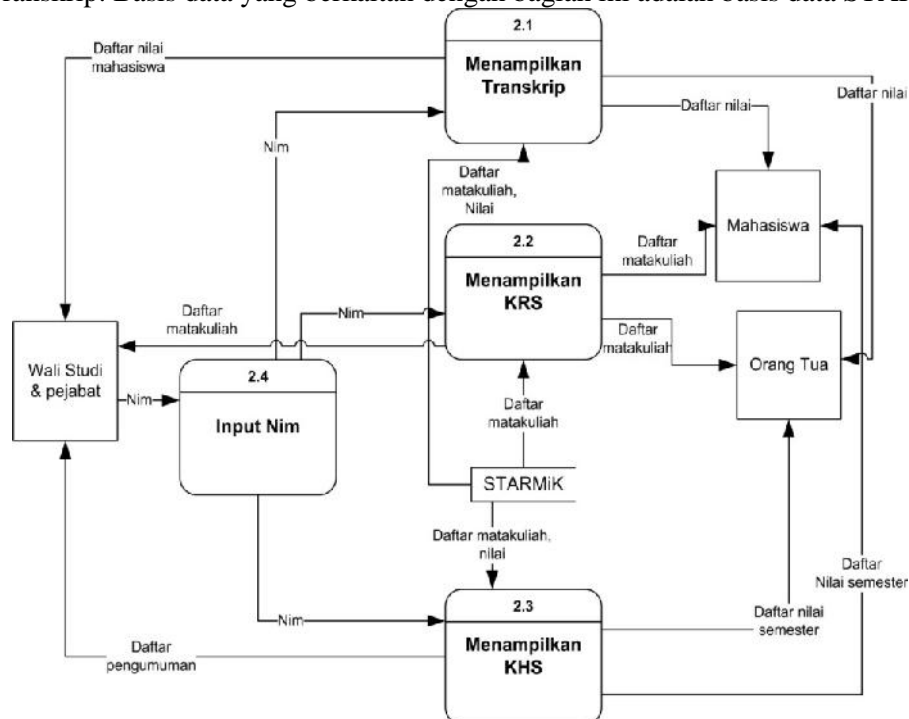 Transkrip. Basis data yang berkaitan dengan bagian ini adalah basis data
2.1
Menampilkan
Transkrip
Daftar nilai
mahasiswa
Daftar nilai
Daftar nilai
Nim
Daftar
matakuliah,
Nilai
Mahasiswa
2.2
Menampilkan
KRS
Daftar
matakuliah
Nim
Daftar
matakuliah
Daftar
matakuliah
Orang Tua
Wali Studi
& pejabat
Nim
2.4
Input Nim
Daftar
matakuliah
STARMiK
Daftar matakuliah,
nilai
2.3
Menampilkan
KHS
Nim
Daftar
pengumuman
Daftar nilai
semester
Daftar
Nilai semester